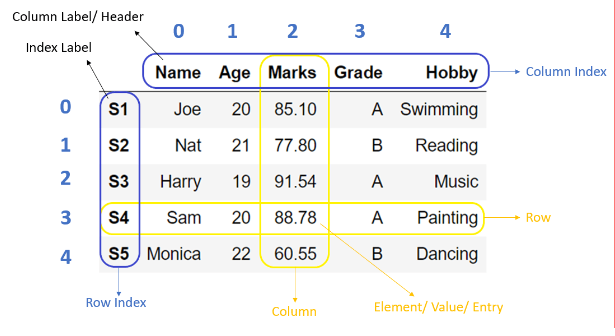 Column Label/ Header
Index Label
0 1 2 3 4
Name Age Marks Grade Hobby
Column Index
0 S1 Joe 20 85.10 A Swimming
1 S2 Nat 21 77.80 B Reading
2 S3 Harry 19 91.54 A Music
3 S4 Sam 20 88.78 A Painting
Row
4 S5 Monica 22 60.55 B Dancing
Row Index
Column
Element/ Value/ Entry